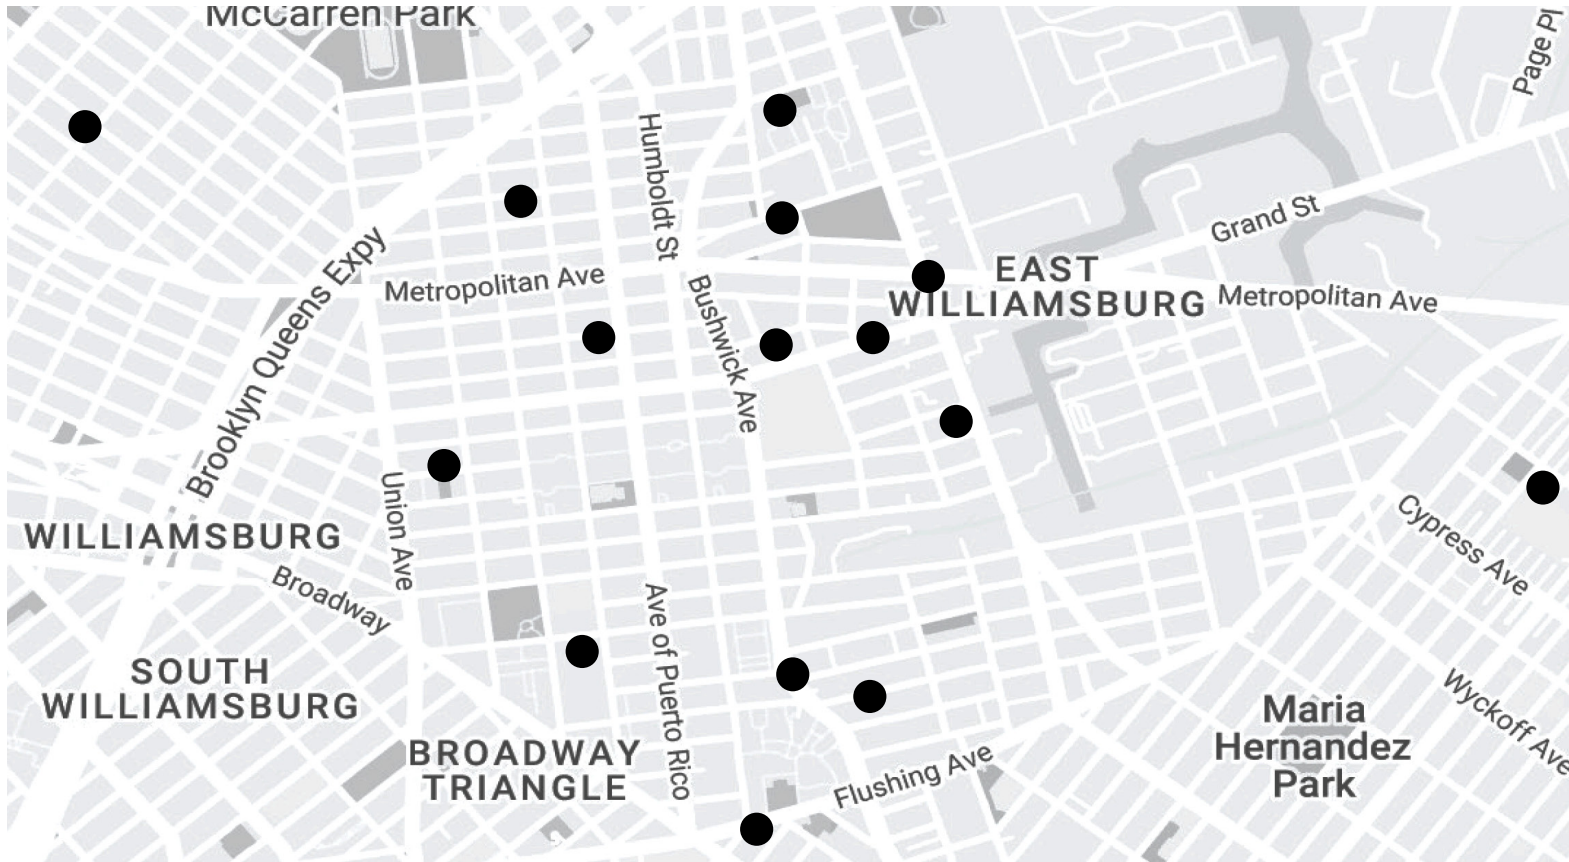 McCarren Park
Page Pl
Humboldt St
Grand St
Brooklyn Queens Expy
Metropolitan Ave
EAST
WILLIAMSBURG
Metropolitan Ave
Bushwick Ave
Union Ave
WILLIAMSBURG
Cypress Ave
Broadway
Ave of Puerto Rico
SOUTH
WILLIAMSBURG
Wyckoff Ave
Maria
Hernandez
Park
BROADWAY
TRIANGLE
Flushing Ave